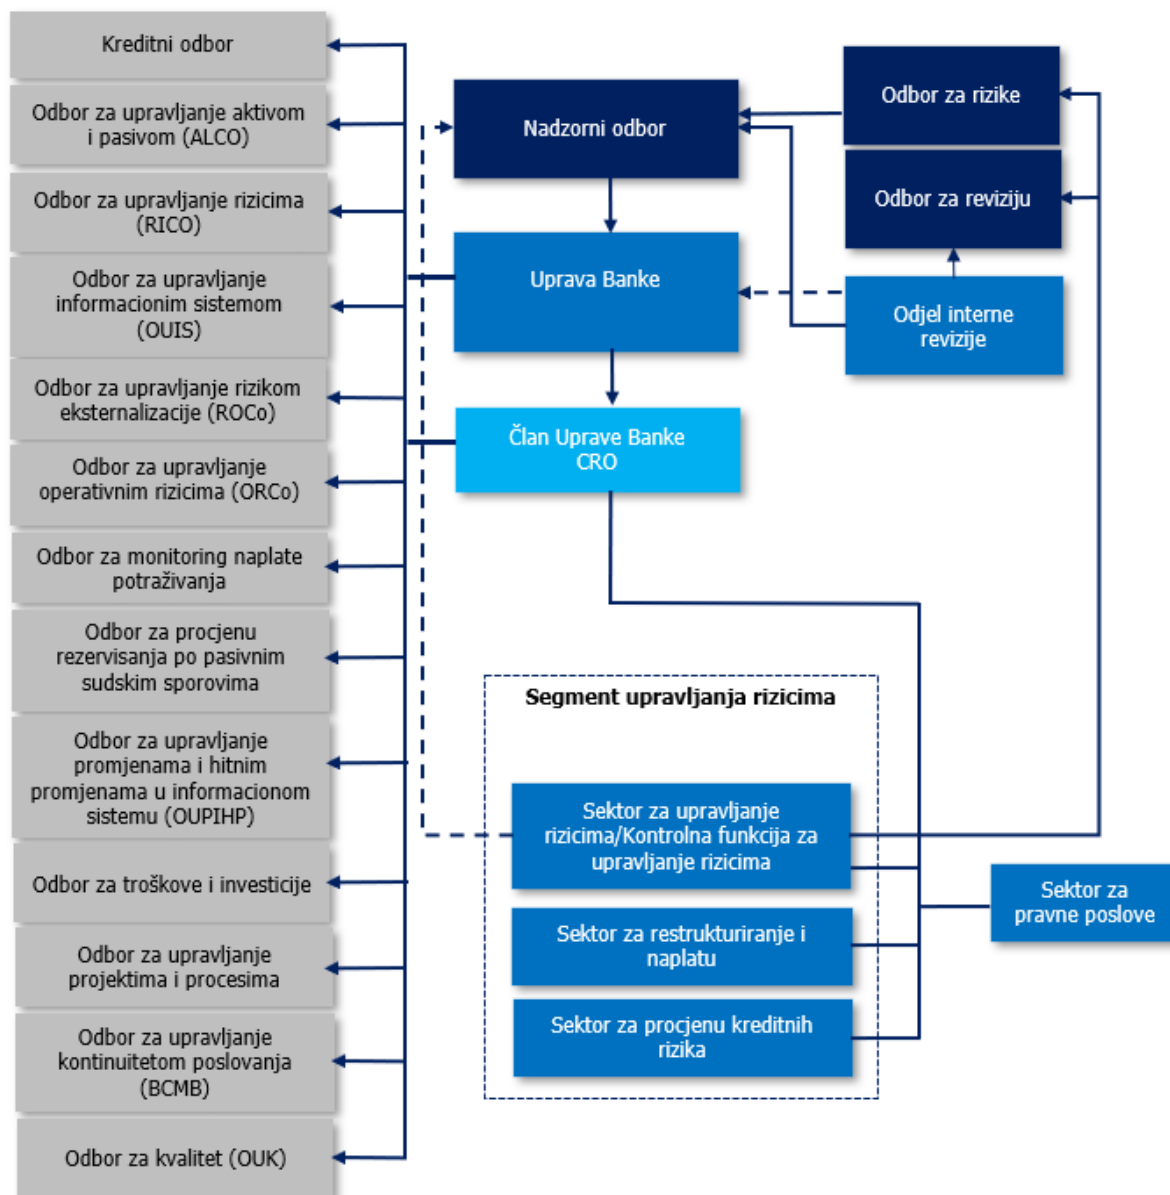 Kreditni odbor
Odbor za upravljanje aktivom
i pasivom (ALCO)
Odbor za upravljanje rizicima
(RICO)
Odbor za upravljanje
informacionim sistemom
(OUIS)
Odbor za upravljanje rizikom
eksternalizacije (ROCo)
Odbor za upravljanje
operativnim rizicima (ORCo)
Odbor za monitoring naplate
potraživanja
Odbor za procjenu
rezervisanja po pasivnim
sudskim sporovima
Odbor za upravljanje
promjenama i hitnim
promjenama u informacionom
sistemu (OUPIHP)
Odbor za troškove i investicije
Odbor za upravljanje
projektima i procesima
Odbor za upravljanje
kontinuitetom poslovanja
(BCMB)
Odbor za kvalitet (OUK)
Nadzorni odbor
Uprava Banke
Član Uprave Banke
CRO
Odbor za rizike
Odbor za reviziju
Odjel interne
revizije
Segment upravljanja rizicima
Sektor za upravljanje
rizicima/Kontrolna funkcija za
upravljanje rizicima
Sektor za restrukturiranje i
naplatu
Sektor za procjenu kreditnih
rizika
Sektor za
pravne poslove